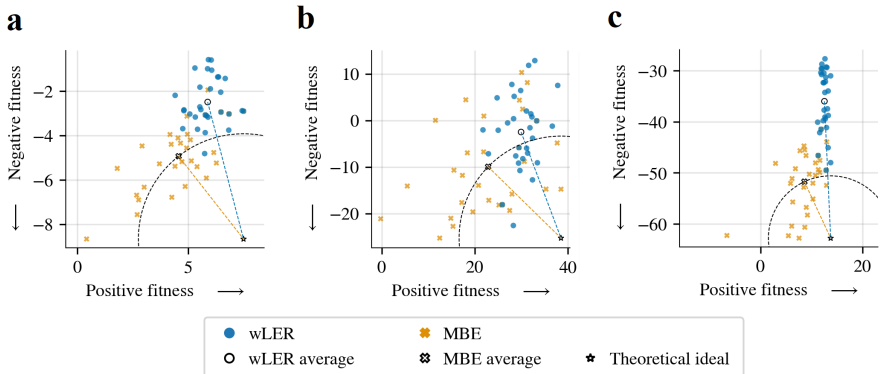 a
b
c
Negative fitness
−2
−4
−6
−8
0
5
Positive fitness
Negative fitness
10
0
−10
−20
0
20
40
Positive fitness
Negative fitness
−30
−40
−50
−60
0
20
Positive fitness
wLER
MBE
wLER average
MBE average
Theoretical ideal